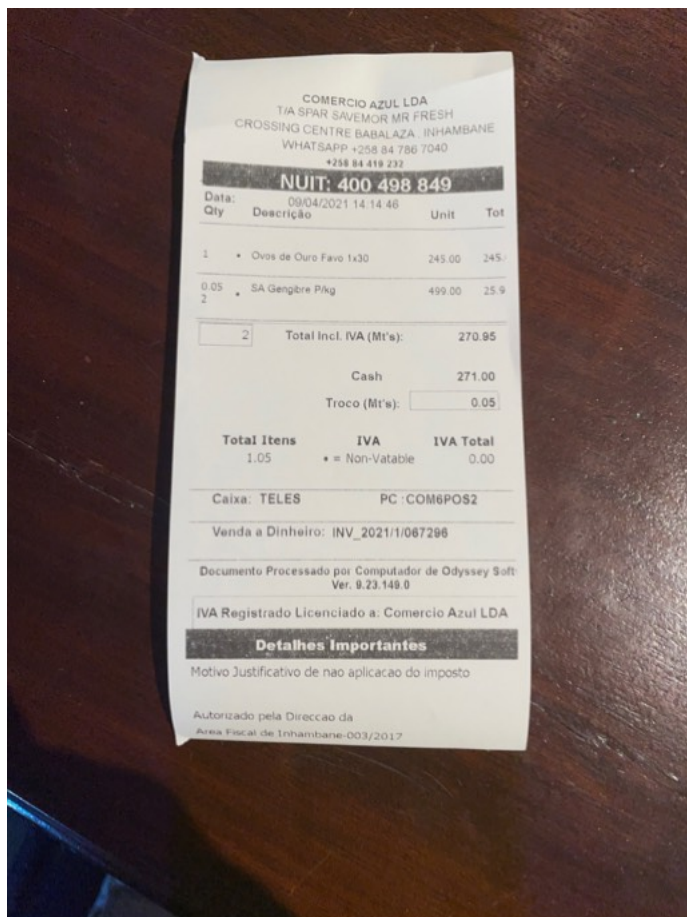 COMERCIO AZUL LDA
T/A SPAR SAVEMOR MR FRESH
CROSSING CENTRE BABALAZA . INHAMBANE
WHATSAPP +258 84 786 7040
+258 84 419 232
NUIT: 400 498 849
Data: 09/04/2021 14:14:46
Qty Descrição Unit Tot
1 • Ovos de Ouro Favo 1x30 245.00 245.
0.05 • SA Gengibre P/kg 499.00 25.9
2
2 Total Incl. IVA (Mt's): 270.95
Cash 271.00
Troco (Mt's): 0.05
Total Itens IVA IVA Total
1.05 • = Non-Vatable 0.00
Caixa: TELES PC :COM6POS2
Venda a Dinheiro: INV_2021/1/067296
Documento Processado por Computador de Odyssey Soft
Ver. 9.23.149.0
IVA Registrado Licenciado a: Comercio Azul LDA
Detalhes Importantes
Motivo Justificativo de nao aplicacao do imposto
Autorizado pela Direccao da
Area Fiscal de Inhambane-003/2017